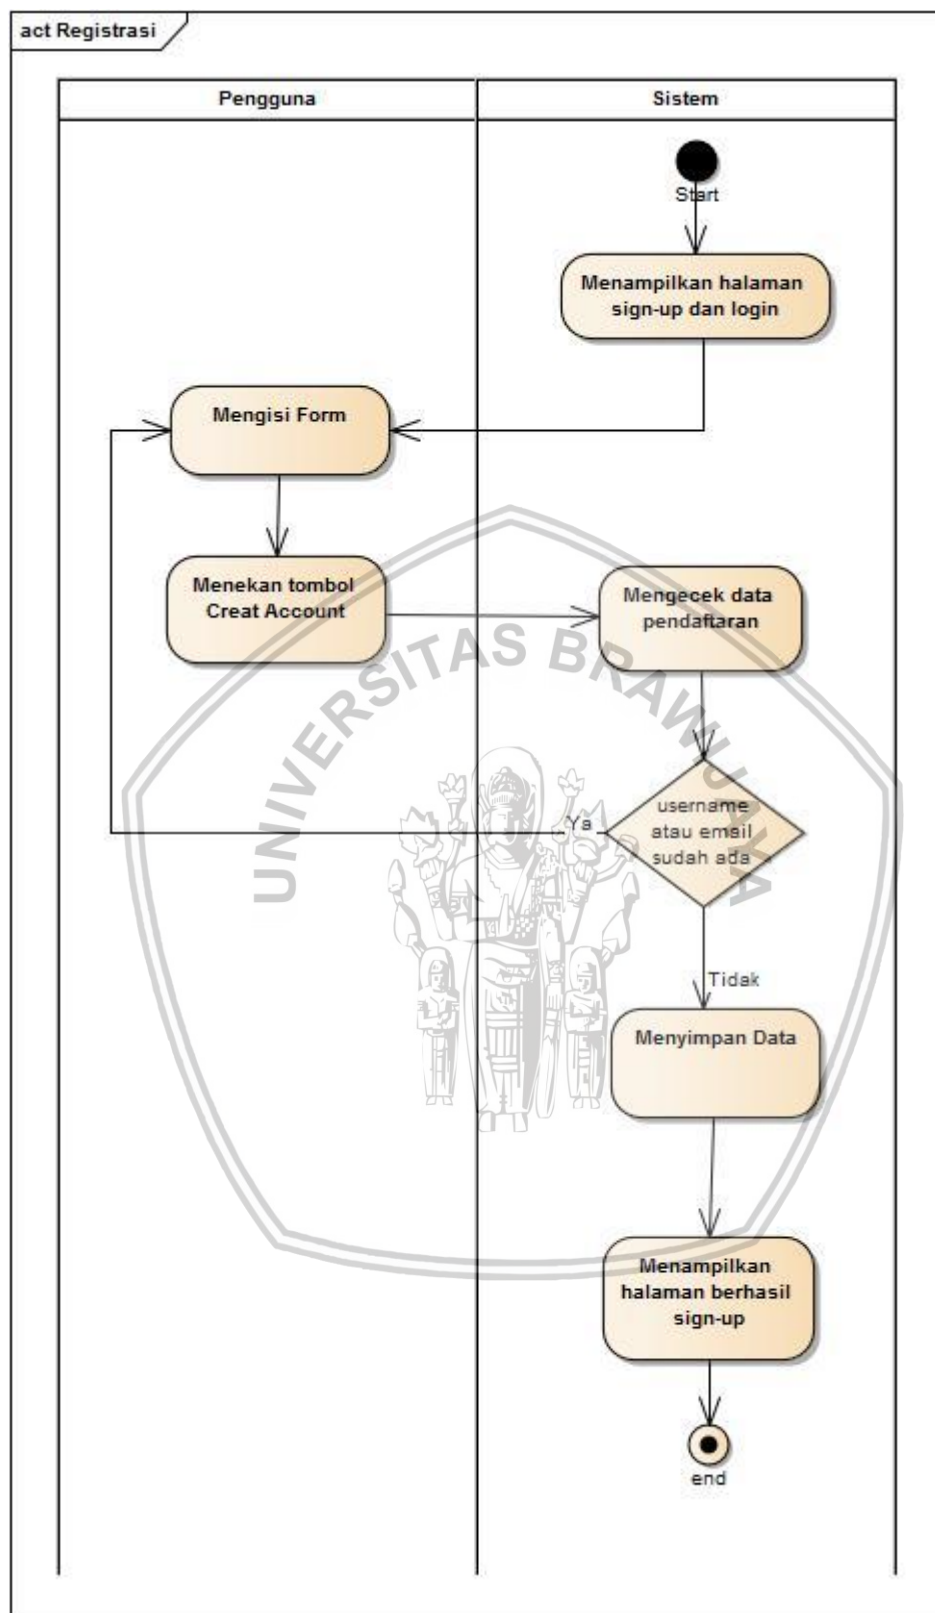 act Registrasi
Pengguna
Sistem
Start
Menampilkan halaman
sign-up dan login
Mengisi Form
Menekan tombol
Creat Account
Mengecek data
pendaftaran
UNIVERSITAS BRAWIJAYA
username
atau email
sudah ada
Ya
Tidak
Menyimpan Data
Menampilkan
halaman berhasil
sign-up
end